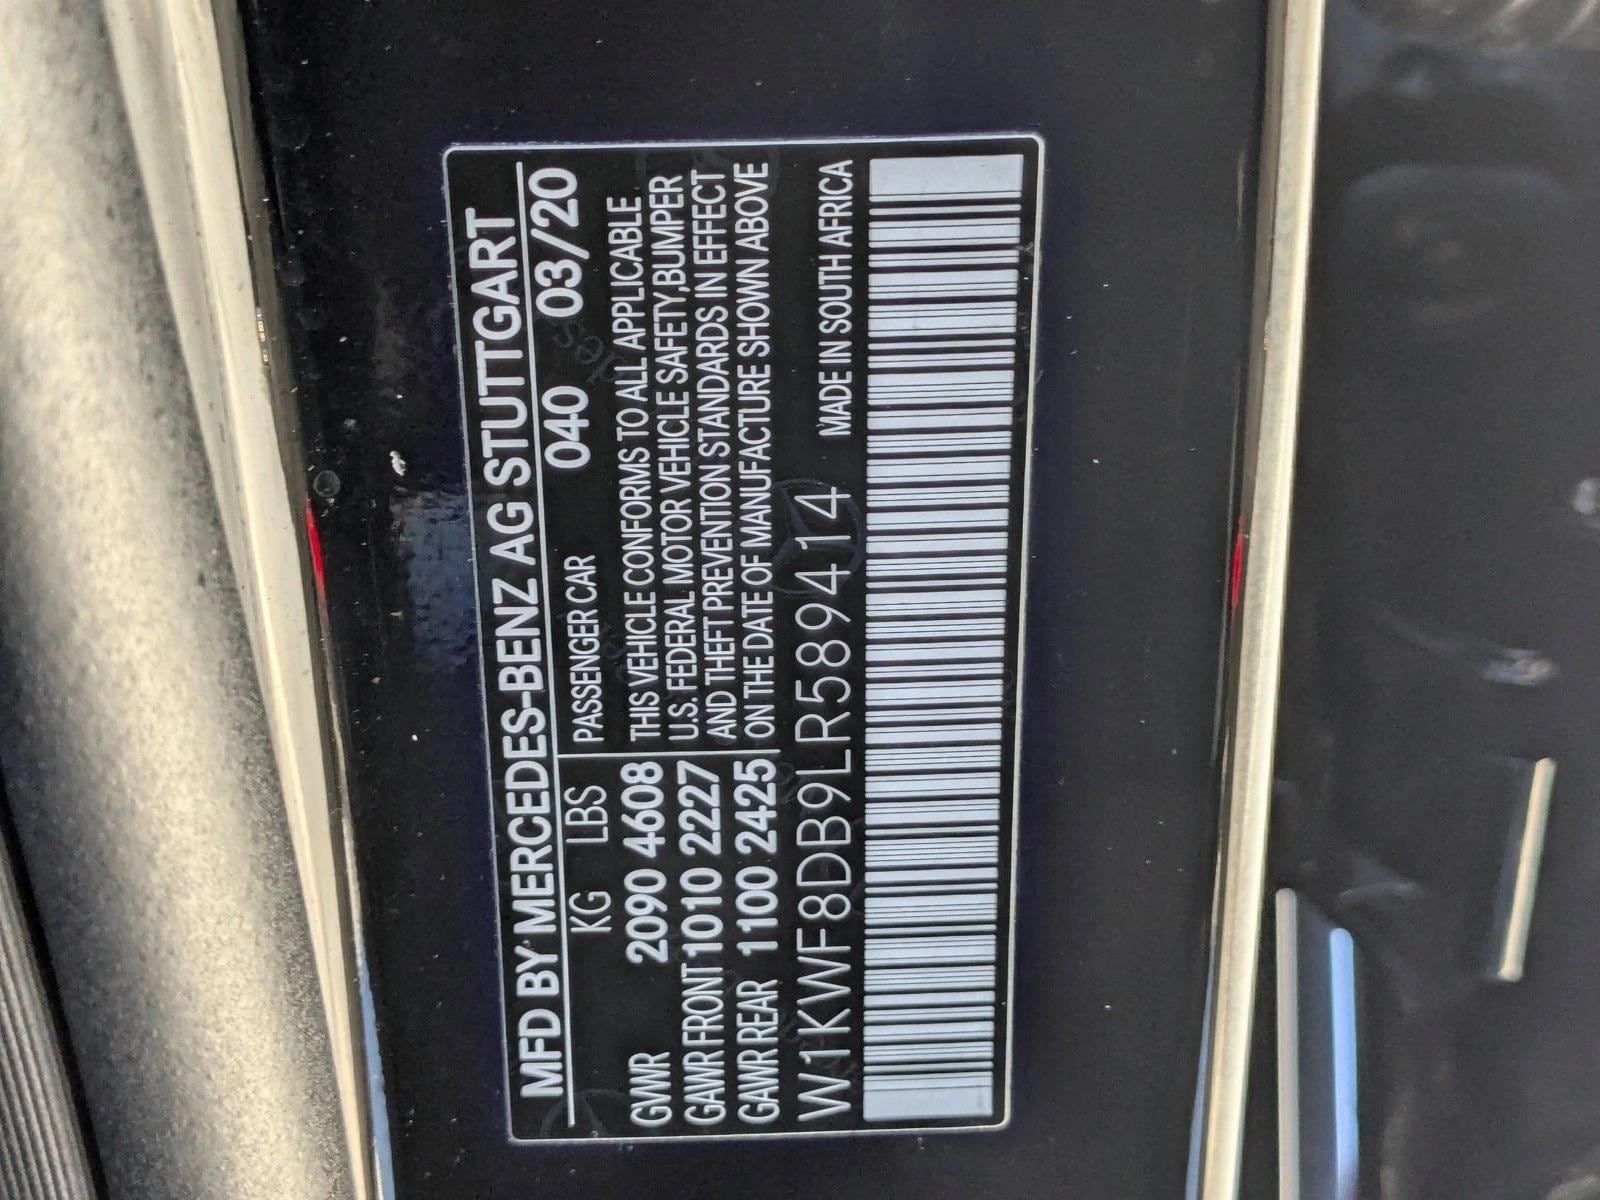 MFD BY MERCEDES-BENZ AG STUTTGART
KG LBS 040 03/20
PASSENGER CAR
GVWR 2090 4608
GAWR FRONT 1010 2227
GAWR REAR 1100 2425
THIS VEHICLE CONFORMS TO ALL APPLICABLE
U.S. FEDERAL MOTOR VEHICLE SAFETY,BUMPER
AND THEFT PREVENTION STANDARDS IN EFFECT
ON THE DATE OF MANUFACTURE SHOWN ABOVE
W1KWF8DB9LR589414 MADE IN SOUTH AFRICA